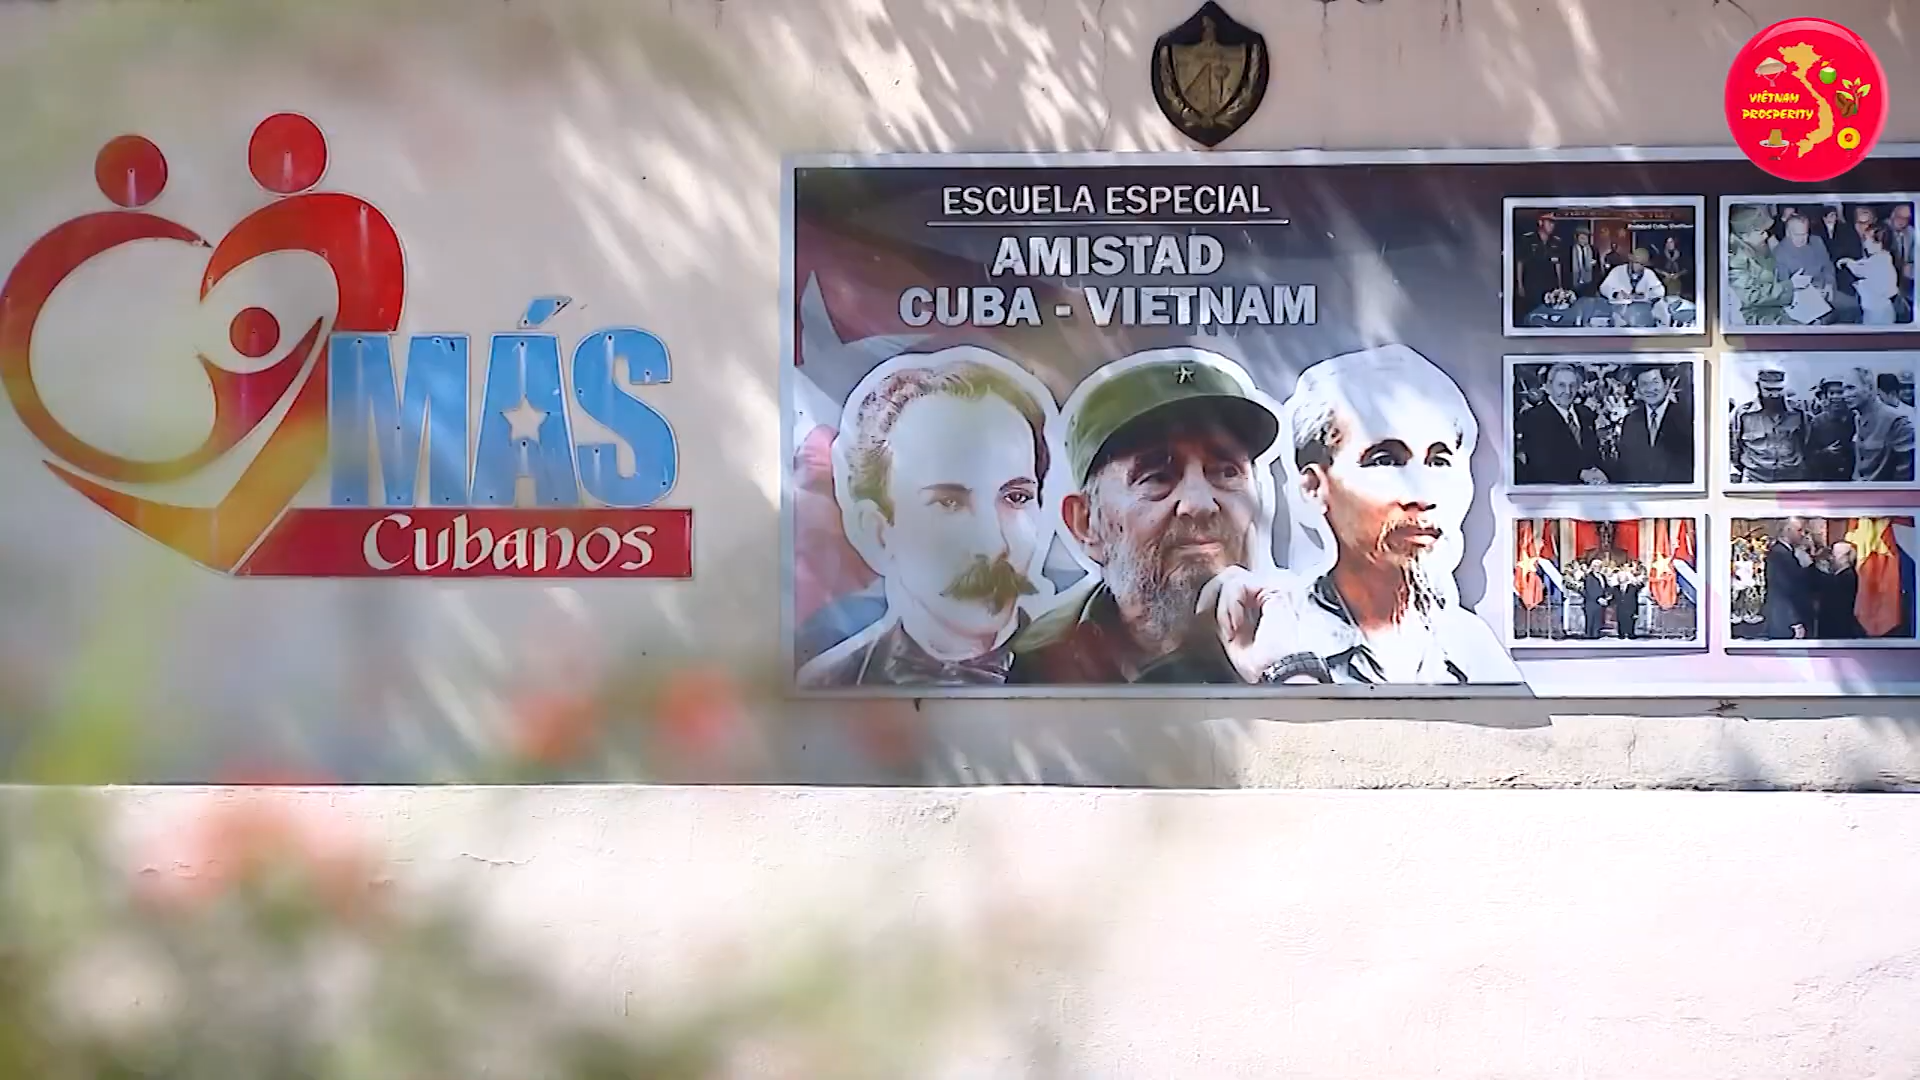 MÁS
Cubanos
ESCUELA ESPECIAL
AMISTAD
CUBA - VIETNAM
VIETNAM
PROSPERITY